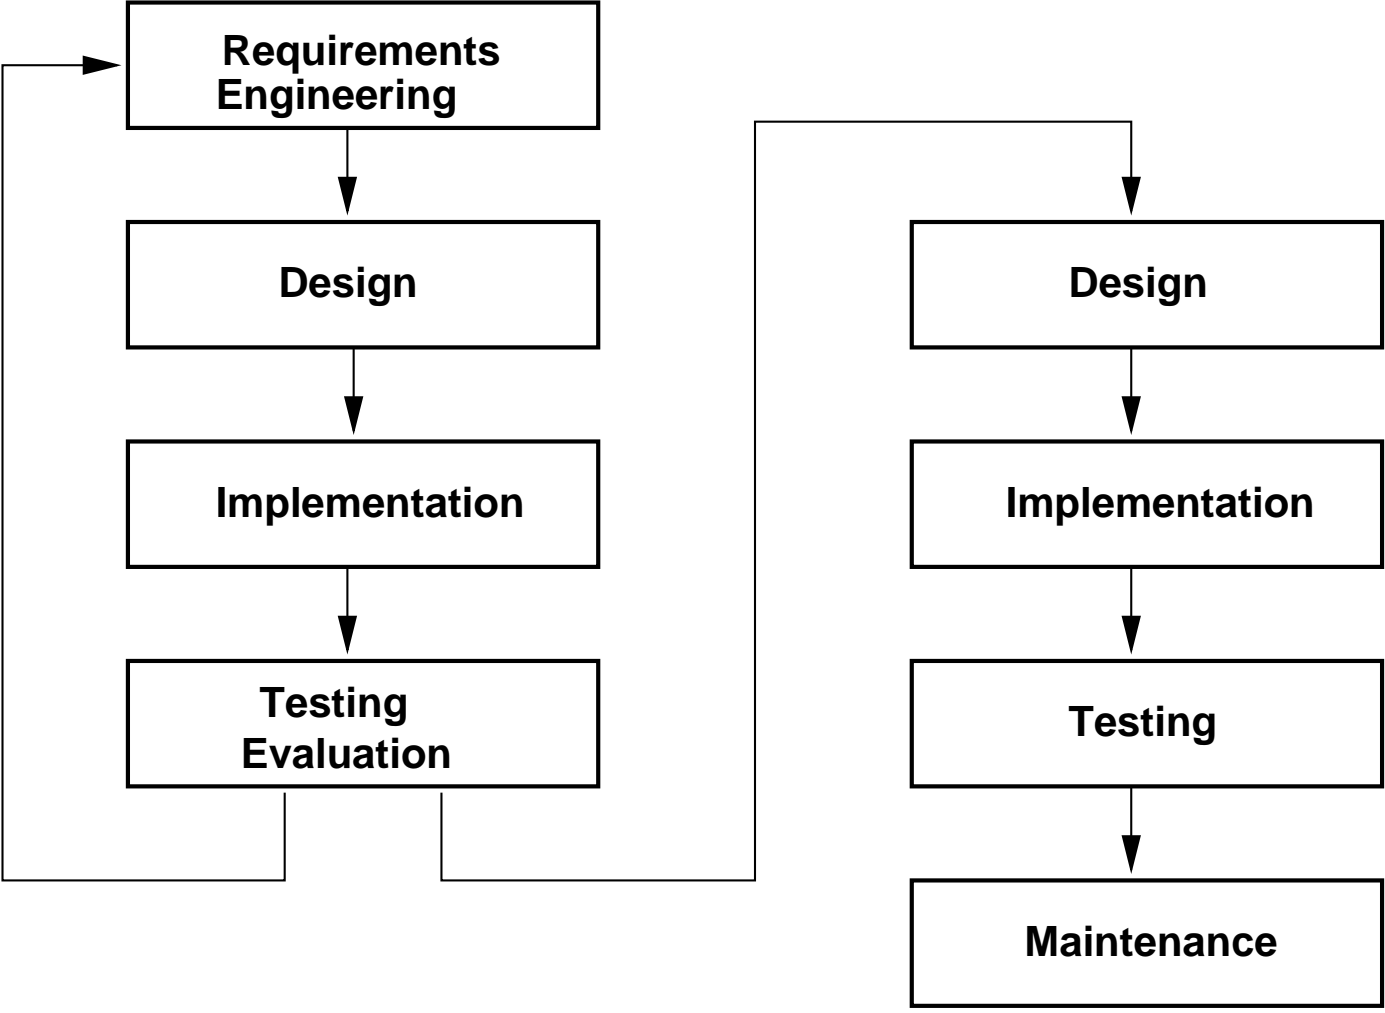 Requirements
Engineering
Design
Implementation
Testing
Evaluation
Design
Implementation
Testing
Maintenance